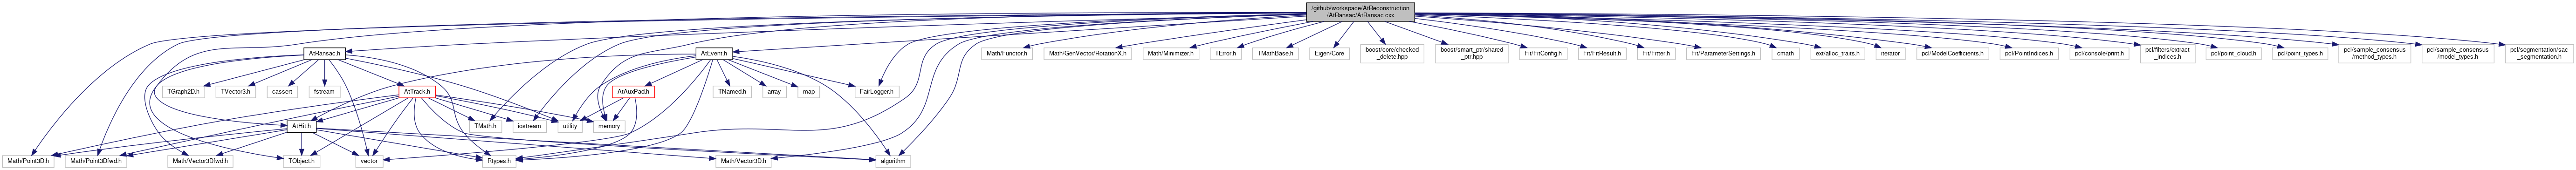 /github/workspace/AtReconstruction
/AtRansac/AtRansac.cxx
AtRansac.h
AtEvent.h
Math/Functor.h
Math/GenVector/RotationX.h
Math/Minimizer.h
TError.h
TMathBase.h
Eigen/Core
boost/core/checked
_delete.hpp
boost/smart_ptr/shared
_ptr.hpp
Fit/FitConfig.h
Fit/FitResult.h
Fit/Fitter.h
Fit/ParameterSettings.h
cmath
ext/alloc_traits.h
iterator
pcl/ModelCoefficients.h
pcl/PointIndices.h
pcl/console/print.h
pcl/filters/extract
_indices.h
pcl/point_cloud.h
pcl/point_types.h
pcl/sample_consensus
/method_types.h
pcl/sample_consensus
/model_types.h
pcl/segmentation/sac
_segmentation.h
TGraph2D.h
TVector3.h
cassert
fstream
AtTrack.h
AtAuxPad.h
TNamed.h
array
map
FairLogger.h
AtHit.h
TMath.h
iostream
utility
memory
Math/Point3D.h
Math/Point3Dfwd.h
Math/Vector3Dfwd.h
TObject.h
vector
Rtypes.h
Math/Vector3D.h
algorithm